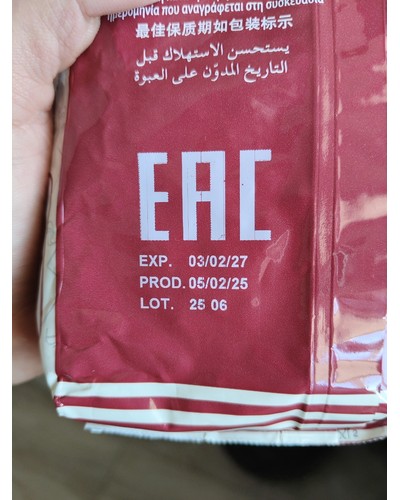 ημερομηνία που αναγράφεται στη συσκευασία
最佳保质期如包装标示
يستحسن الاستهلاك قبل
التاريخ المدوّن على العبوة
EAC
EXP. 03/02/27
PROD. 05/02/25
LOT. 25 06